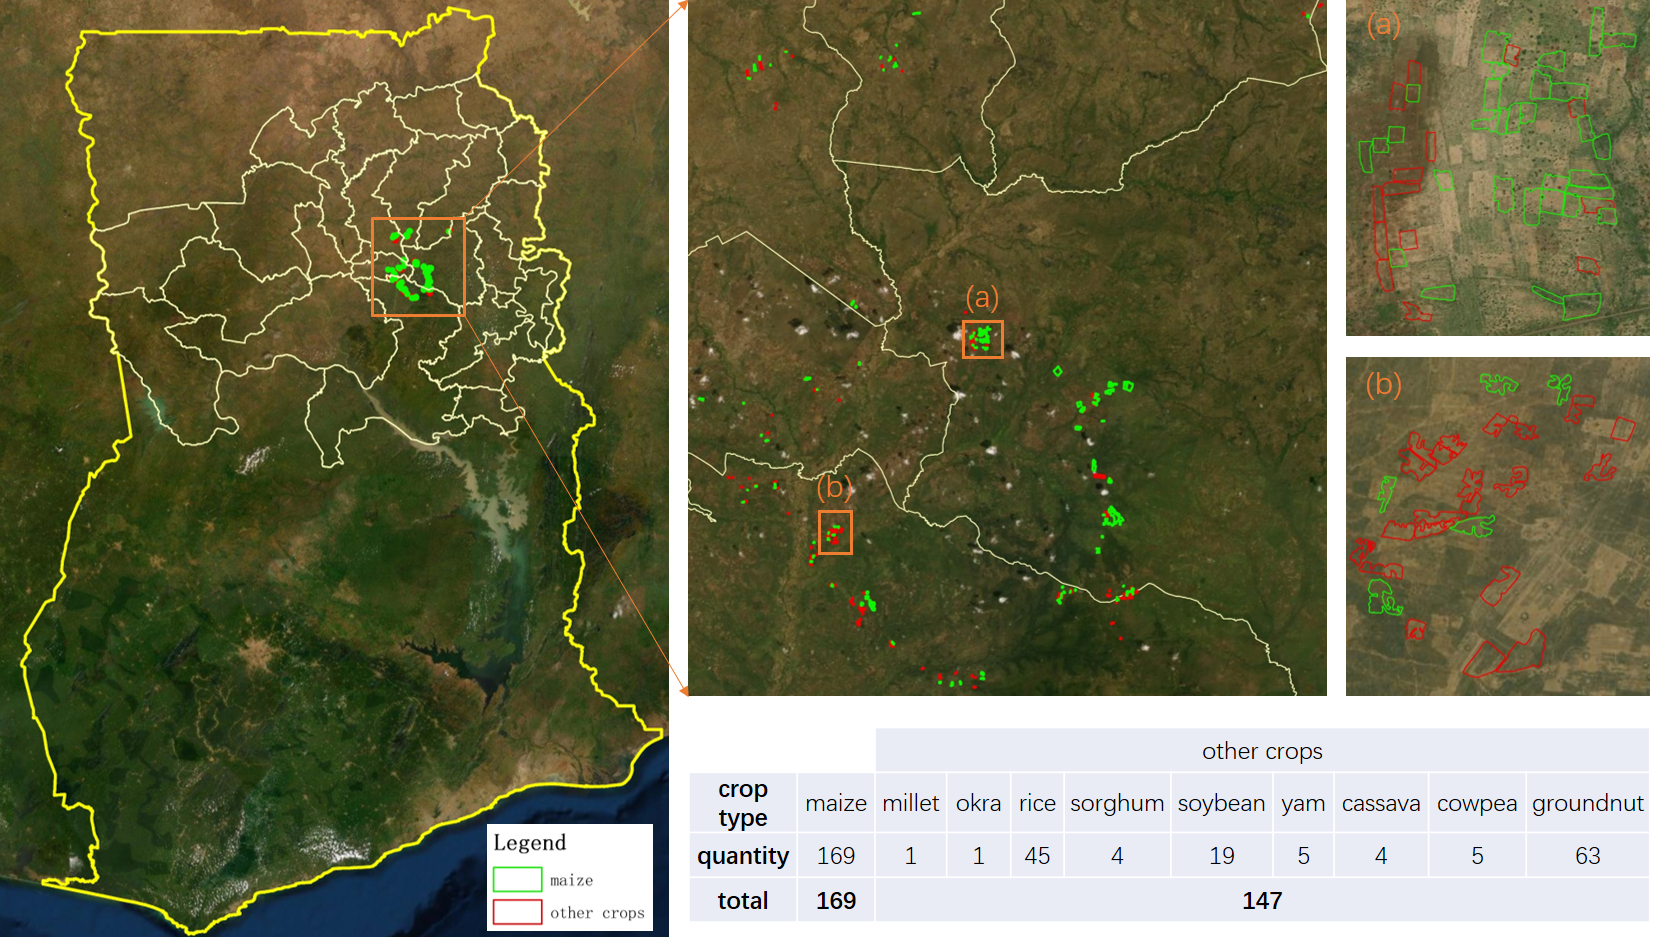 (a)
(b)
(a)
(b)
Legend
maize
other crops
other crops
crop type maize millet okra rice sorghum soybean yam cassava cowpea groundnut
quantity 169 1 1 45 4 19 5 4 5 63
total 169 147